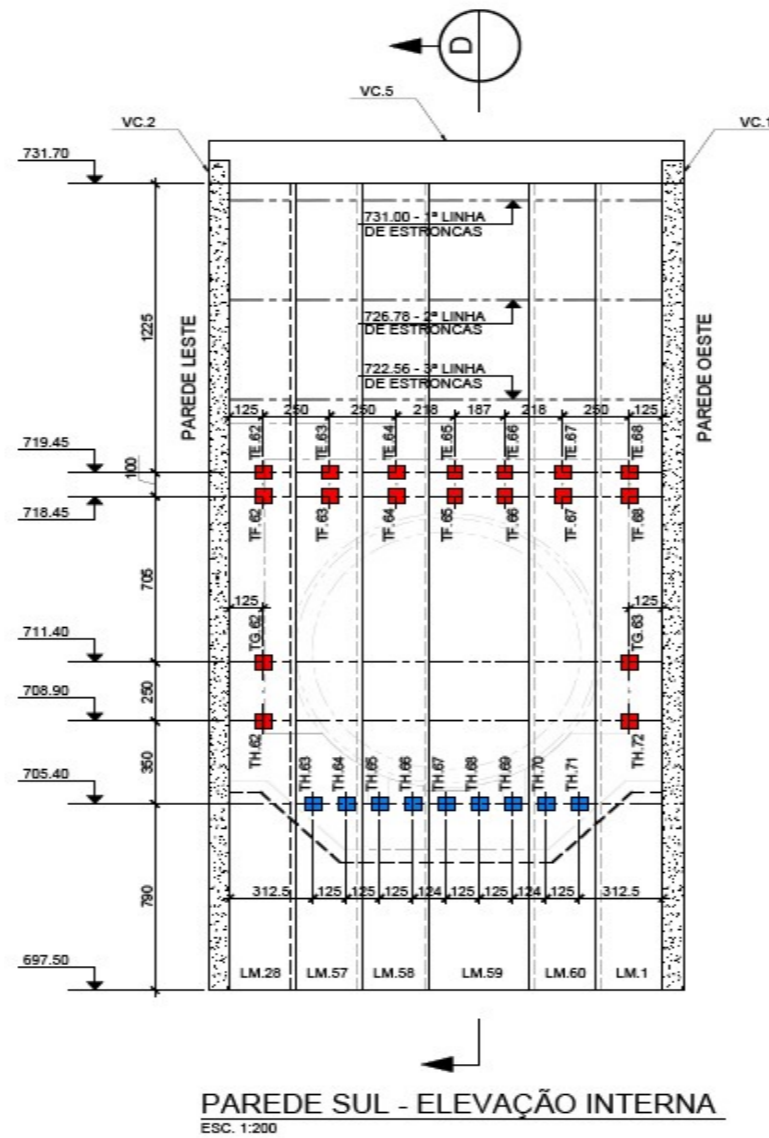 D
VC.5
VC.2
VC.1
731.70
731.00 - 1ª LINHA
DE ESTRONCAS
726.78 - 2ª LINHA
DE ESTRONCAS
722.56 - 3ª LINHA
DE ESTRONCAS
PAREDE LESTE
PAREDE OESTE
1225
125 250 250 218 187 218 250 125
719.45
TE.62 TE.63 TE.64 TE.65 TE.66 TE.67 TE.68
100
718.45
TF.62 TF.63 TF.64 TF.65 TF.66 TF.67 TF.68
705
125 125
711.40
TG.62 TG.63
250
708.90
TH.62 TH.72
350
705.40
TH.63 TH.64 TH.65 TH.66 TH.67 TH.68 TH.69 TH.70 TH.71
790
312.5 125 125 125 124 125 125 124 125 312.5
697.50
LM.28 LM.57 LM.58 LM.59 LM.60 LM.1
PAREDE SUL - ELEVAÇÃO INTERNA
ESC. 1:200